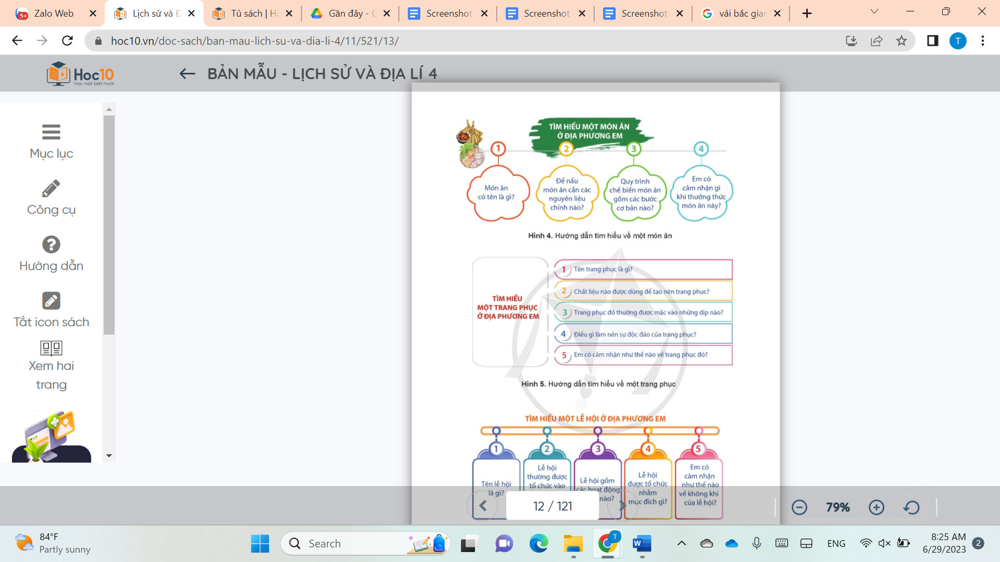 Zalo Web
Lịch sử và Đ
Tủ sách | Ho
Gần đây - G
Screenshot
Screenshot
Screenshot
vải bắc gian
hoc10.vn/doc-sach/ban-mau-lich-su-va-dia-li-4/11/521/13/
T
Hoc10
Học một biết mười
BẢN MẪU - LỊCH SỬ VÀ ĐỊA LÍ 4
Mục lục
Công cụ
Hướng dẫn
Tắt icon sách
Xem hai
trang
TÌM HIỂU MỘT MÓN ĂN
Ở ĐỊA PHƯƠNG EM
1
2
3
4
Món ăn
có tên là gì?
Để nấu
món ăn cần các
nguyên liệu
chính nào?
Quy trình
chế biến món ăn
gồm các bước
cơ bản nào?
Em có
cảm nhận gì
khi thưởng thức
món ăn này?
Hình 4. Hướng dẫn tìm hiểu về một món ăn
TÌM HIỂU
MỘT TRANG PHỤC
Ở ĐỊA PHƯƠNG EM
1 Tên trang phục là gì?
2 Chất liệu nào được dùng để tạo nên trang phục?
3 Trang phục đó thường được mặc vào những dịp nào?
4 Điều gì làm nên sự độc đáo của trang phục?
5 Em có cảm nhận như thế nào về trang phục đó?
Hình 5. Hướng dẫn tìm hiểu về một trang phục
TÌM HIỂU MỘT LỄ HỘI Ở ĐỊA PHƯƠNG EM
1
2
3
4
5
Tên lễ hội
là gì?
Lễ hội
thường được
tổ chức vào
Lễ hội gồm
các hoạt động
nào?
Lễ hội
được tổ chức
nhằm
mục đích gì?
Em có
cảm nhận
như thế nào
về không khí
của lễ hội?
12 / 121
79%
84°F
Partly sunny
Search
T
ENG
8:25 AM
6/29/2023
2